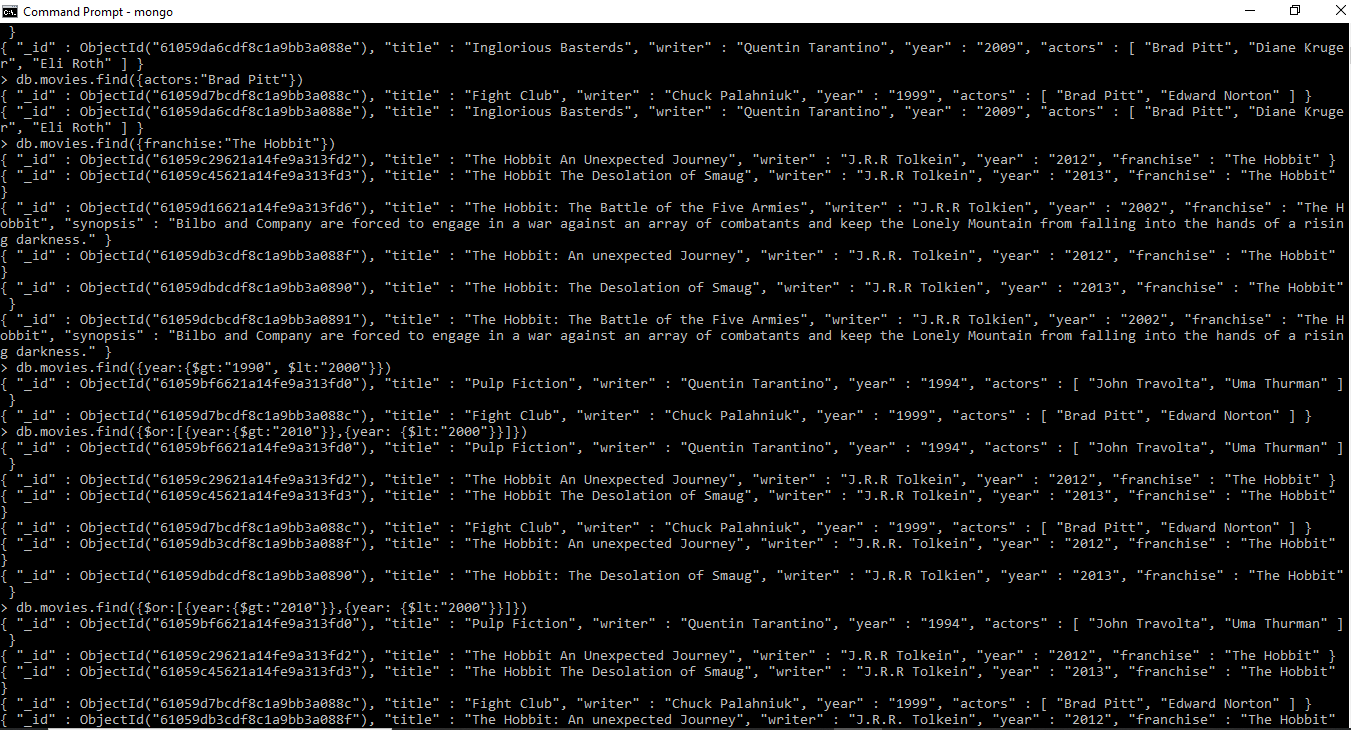 Command Prompt - mongo
 }
{ "_id" : ObjectId("61059da6cdf8c1a9bb3a088e"), "title" : "Inglorious Basterds", "writer" : "Quentin Tarantino", "year" : "2009", "actors" : [ "Brad Pitt", "Diane Kruge
r", "Eli Roth" ] }
> db.movies.find({actors:"Brad Pitt"})
{ "_id" : ObjectId("61059d7bcdf8c1a9bb3a088c"), "title" : "Fight Club", "writer" : "Chuck Palahniuk", "year" : "1999", "actors" : [ "Brad Pitt", "Edward Norton" ] }
{ "_id" : ObjectId("61059da6cdf8c1a9bb3a088e"), "title" : "Inglorious Basterds", "writer" : "Quentin Tarantino", "year" : "2009", "actors" : [ "Brad Pitt", "Diane Kruge
r", "Eli Roth" ] }
> db.movies.find({franchise:"The Hobbit"})
{ "_id" : ObjectId("61059c29621a14fe9a313fd2"), "title" : "The Hobbit An Unexpected Journey", "writer" : "J.R.R Tolkein", "year" : "2012", "franchise" : "The Hobbit" }
{ "_id" : ObjectId("61059c45621a14fe9a313fd3"), "title" : "The Hobbit The Desolation of Smaug", "writer" : "J.R.R Tolkein", "year" : "2013", "franchise" : "The Hobbit"
}
{ "_id" : ObjectId("61059d16621a14fe9a313fd6"), "title" : "The Hobbit: The Battle of the Five Armies", "writer" : "J.R.R Tolkien", "year" : "2002", "franchise" : "The H
obbit", "synopsis" : "Bilbo and Company are forced to engage in a war against an array of combatants and keep the Lonely Mountain from falling into the hands of a risin
g darkness." }
{ "_id" : ObjectId("61059db3cdf8c1a9bb3a088f"), "title" : "The Hobbit: An unexpected Journey", "writer" : "J.R.R. Tolkein", "year" : "2012", "franchise" : "The Hobbit"
}
{ "_id" : ObjectId("61059dbdcdf8c1a9bb3a0890"), "title" : "The Hobbit: The Desolation of Smaug", "writer" : "J.R.R Tolkien", "year" : "2013", "franchise" : "The Hobbit"
 }
{ "_id" : ObjectId("61059dcbcdf8c1a9bb3a0891"), "title" : "The Hobbit: The Battle of the Five Armies", "writer" : "J.R.R Tolkien", "year" : "2002", "franchise" : "The H
obbit", "synopsis" : "Bilbo and Company are forced to engage in a war against an array of combatants and keep the Lonely Mountain from falling into the hands of a risin
g darkness." }
> db.movies.find({year:{$gt:"1990", $lt:"2000"}})
{ "_id" : ObjectId("61059bf6621a14fe9a313fd0"), "title" : "Pulp Fiction", "writer" : "Quentin Tarantino", "year" : "1994", "actors" : [ "John Travolta", "Uma Thurman" ]
 }
{ "_id" : ObjectId("61059d7bcdf8c1a9bb3a088c"), "title" : "Fight Club", "writer" : "Chuck Palahniuk", "year" : "1999", "actors" : [ "Brad Pitt", "Edward Norton" ] }
> db.movies.find({$or:[{year:{$gt:"2010"}},{year: {$lt:"2000"}}]})
{ "_id" : ObjectId("61059bf6621a14fe9a313fd0"), "title" : "Pulp Fiction", "writer" : "Quentin Tarantino", "year" : "1994", "actors" : [ "John Travolta", "Uma Thurman" ]
 }
{ "_id" : ObjectId("61059c29621a14fe9a313fd2"), "title" : "The Hobbit An Unexpected Journey", "writer" : "J.R.R Tolkein", "year" : "2012", "franchise" : "The Hobbit" }
{ "_id" : ObjectId("61059c45621a14fe9a313fd3"), "title" : "The Hobbit The Desolation of Smaug", "writer" : "J.R.R Tolkein", "year" : "2013", "franchise" : "The Hobbit"
}
{ "_id" : ObjectId("61059d7bcdf8c1a9bb3a088c"), "title" : "Fight Club", "writer" : "Chuck Palahniuk", "year" : "1999", "actors" : [ "Brad Pitt", "Edward Norton" ] }
{ "_id" : ObjectId("61059db3cdf8c1a9bb3a088f"), "title" : "The Hobbit: An unexpected Journey", "writer" : "J.R.R. Tolkein", "year" : "2012", "franchise" : "The Hobbit"
}
{ "_id" : ObjectId("61059dbdcdf8c1a9bb3a0890"), "title" : "The Hobbit: The Desolation of Smaug", "writer" : "J.R.R Tolkien", "year" : "2013", "franchise" : "The Hobbit"
 }
> db.movies.find({$or:[{year:{$gt:"2010"}},{year: {$lt:"2000"}}]})
{ "_id" : ObjectId("61059bf6621a14fe9a313fd0"), "title" : "Pulp Fiction", "writer" : "Quentin Tarantino", "year" : "1994", "actors" : [ "John Travolta", "Uma Thurman" ]
 }
{ "_id" : ObjectId("61059c29621a14fe9a313fd2"), "title" : "The Hobbit An Unexpected Journey", "writer" : "J.R.R Tolkein", "year" : "2012", "franchise" : "The Hobbit" }
{ "_id" : ObjectId("61059c45621a14fe9a313fd3"), "title" : "The Hobbit The Desolation of Smaug", "writer" : "J.R.R Tolkein", "year" : "2013", "franchise" : "The Hobbit"
}
{ "_id" : ObjectId("61059d7bcdf8c1a9bb3a088c"), "title" : "Fight Club", "writer" : "Chuck Palahniuk", "year" : "1999", "actors" : [ "Brad Pitt", "Edward Norton" ] }
{ "_id" : ObjectId("61059db3cdf8c1a9bb3a088f"), "title" : "The Hobbit: An unexpected Journey", "writer" : "J.R.R. Tolkein", "year" : "2012", "franchise" : "The Hobbit"